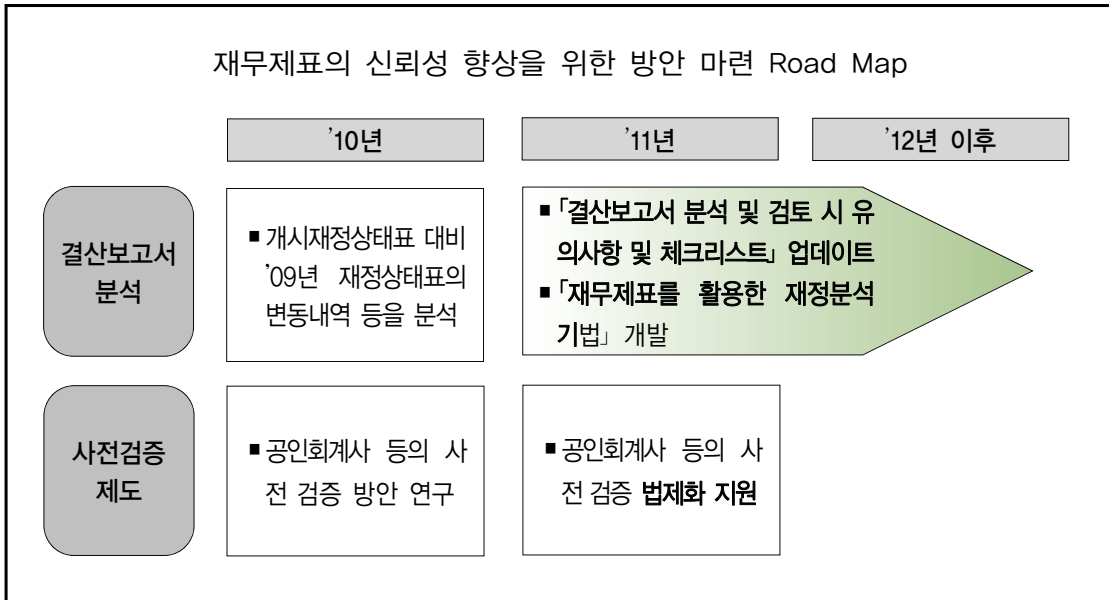 재무제표의 신뢰성 향상을 위한 방안 마련 Road Map
'10년
'11년
'12년 이후
결산보고서
분석
■ 개시재정상태표 대비
'09년 재정상태표의
변동내역 등을 분석
■ 「결산보고서 분석 및 검토 시 유
의사항 및 체크리스트」 업데이트
■ 「재무제표를 활용한 재정분석
기법」 개발
사전검증
제도
■ 공인회계사 등의 사
전 검증 방안 연구
■ 공인회계사 등의 사
전 검증 법제화 지원